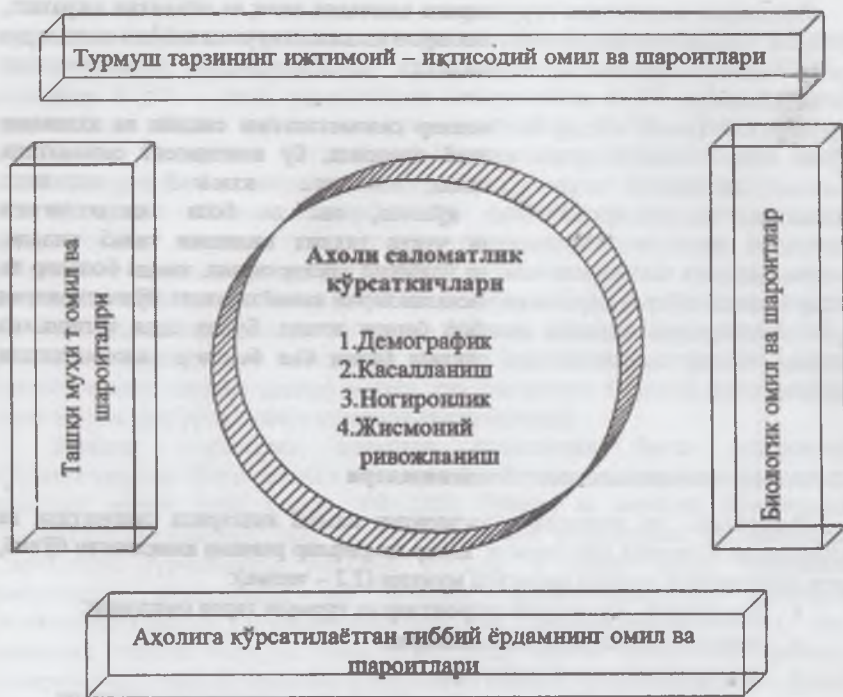 Турмуш тарзининг ижтимоий – иқтисодий омил ва шароитлари
Ташқи муҳит омил ва
шароиталри
Аҳоли саломатлик
кўрсаткичлари
1.Демографик
2.Касалланиш
3.Ногиронлик
4.Жисмоний
ривожланиш
Биологик омил ва шароитлар
Аҳолига кўрсатилаётган тиббий ёрдамнинг омил ва
шароитлари